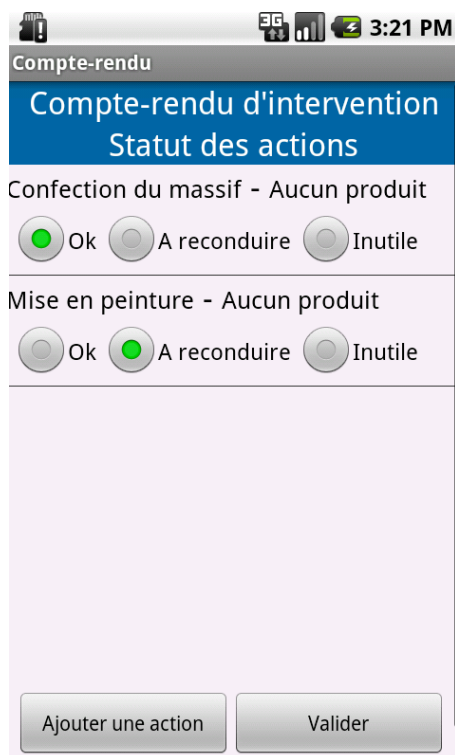 3G 3:21 PM
Compte-rendu
Compte-rendu d'intervention
Statut des actions
Confection du massif - Aucun produit
Ok A reconduire Inutile
Mise en peinture - Aucun produit
Ok A reconduire Inutile
Ajouter une action Valider